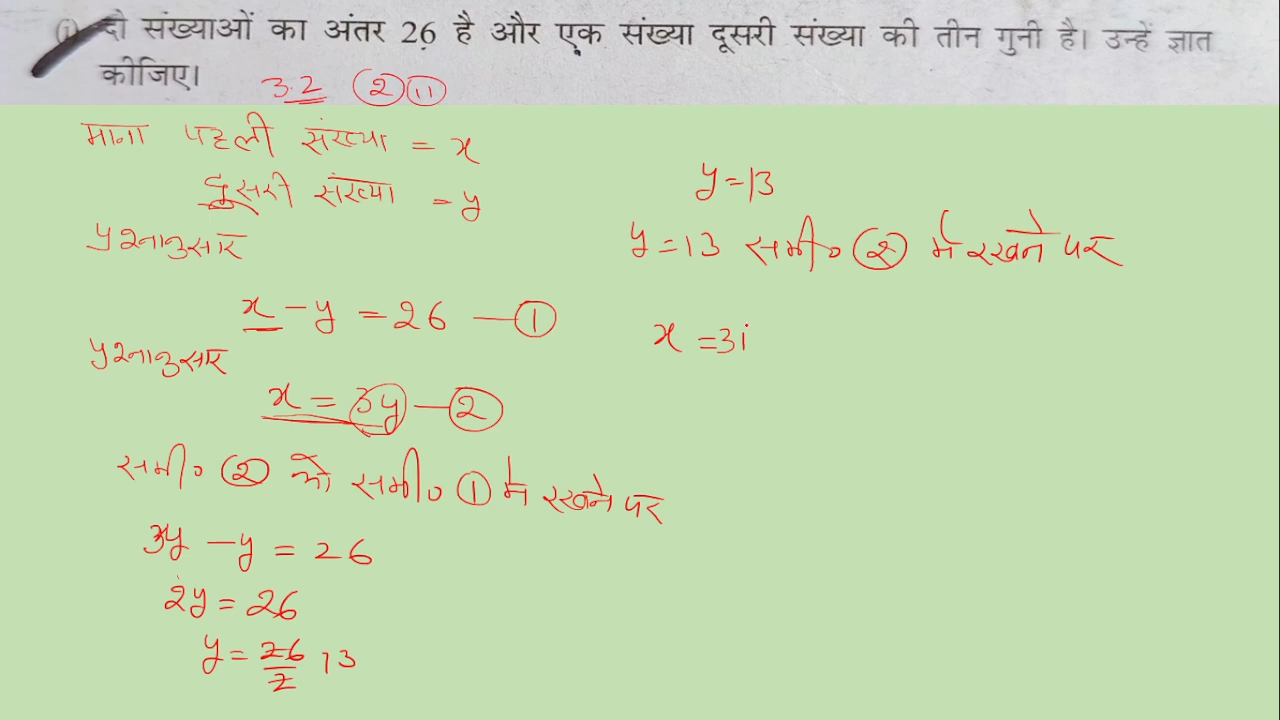 (i) दो संख्याओं का अंतर 26 है और एक संख्या दूसरी संख्या की तीन गुनी है। उन्हें ज्ञात
कीजिए।
3.2 (2) (11)
माना पहली संख्या = x
दूसरी संख्या = y
प्रश्नानुसार
x - y = 26 — ①
प्रश्नानुसार
x = 3y — ②
समी० ② को समी० ① में रखने पर
3y - y = 26
2y = 26
y = 26/2 13
y = 13
y = 13 समी० ② में रखने पर
x = 3